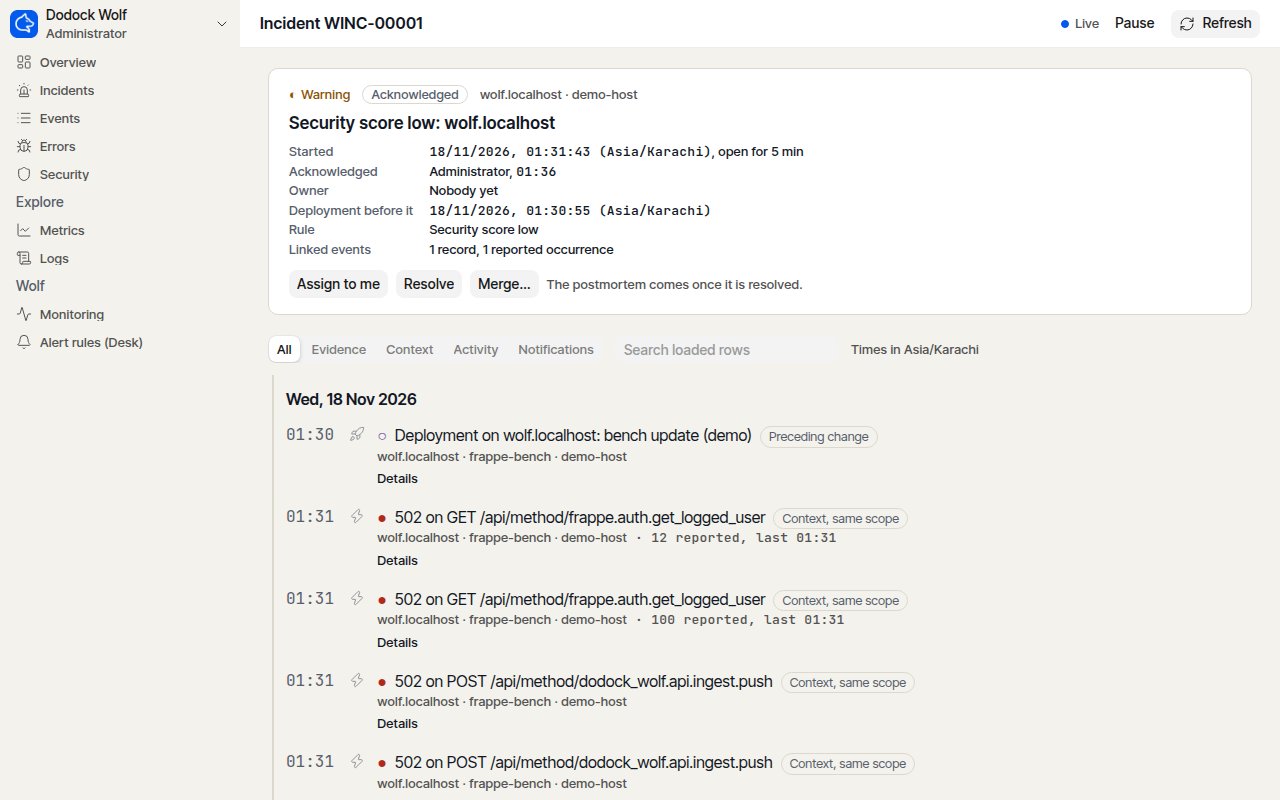 Dodock Wolf
Administrator
Overview
Incidents
Events
Errors
Security
Explore
Metrics
Logs
Wolf
Monitoring
Alert rules (Desk)
Incident WINC-00001
Live Pause Refresh
Warning Acknowledged wolf.localhost · demo-host
Security score low: wolf.localhost
Started 18/11/2026, 01:31:43 (Asia/Karachi), open for 5 min
Acknowledged Administrator, 01:36
Owner Nobody yet
Deployment before it 18/11/2026, 01:30:55 (Asia/Karachi)
Rule Security score low
Linked events 1 record, 1 reported occurrence
Assign to me Resolve Merge... The postmortem comes once it is resolved.
All Evidence Context Activity Notifications Search loaded rows Times in Asia/Karachi
Wed, 18 Nov 2026
01:30 Deployment on wolf.localhost: bench update (demo) Preceding change
wolf.localhost · frappe-bench · demo-host
Details
01:31 502 on GET /api/method/frappe.auth.get_logged_user Context, same scope
wolf.localhost · frappe-bench · demo-host · 12 reported, last 01:31
Details
01:31 502 on GET /api/method/frappe.auth.get_logged_user Context, same scope
wolf.localhost · frappe-bench · demo-host · 100 reported, last 01:31
Details
01:31 502 on POST /api/method/dodock_wolf.api.ingest.push Context, same scope
wolf.localhost · frappe-bench · demo-host
Details
01:31 502 on POST /api/method/dodock_wolf.api.ingest.push Context, same scope
wolf.localhost · frappe-bench · demo-host